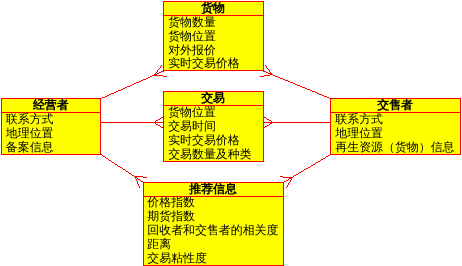 货物
货物数量
货物位置
对外报价
实时交易价格
经营者
联系方式
地理位置
备案信息
交易
货物位置
交易时间
实时交易价格
交易数量及种类
交售者
联系方式
地理位置
再生资源（货物）信息
推荐信息
价格指数
期货指数
回收者和交售者的相关度
距离
交易粘性度